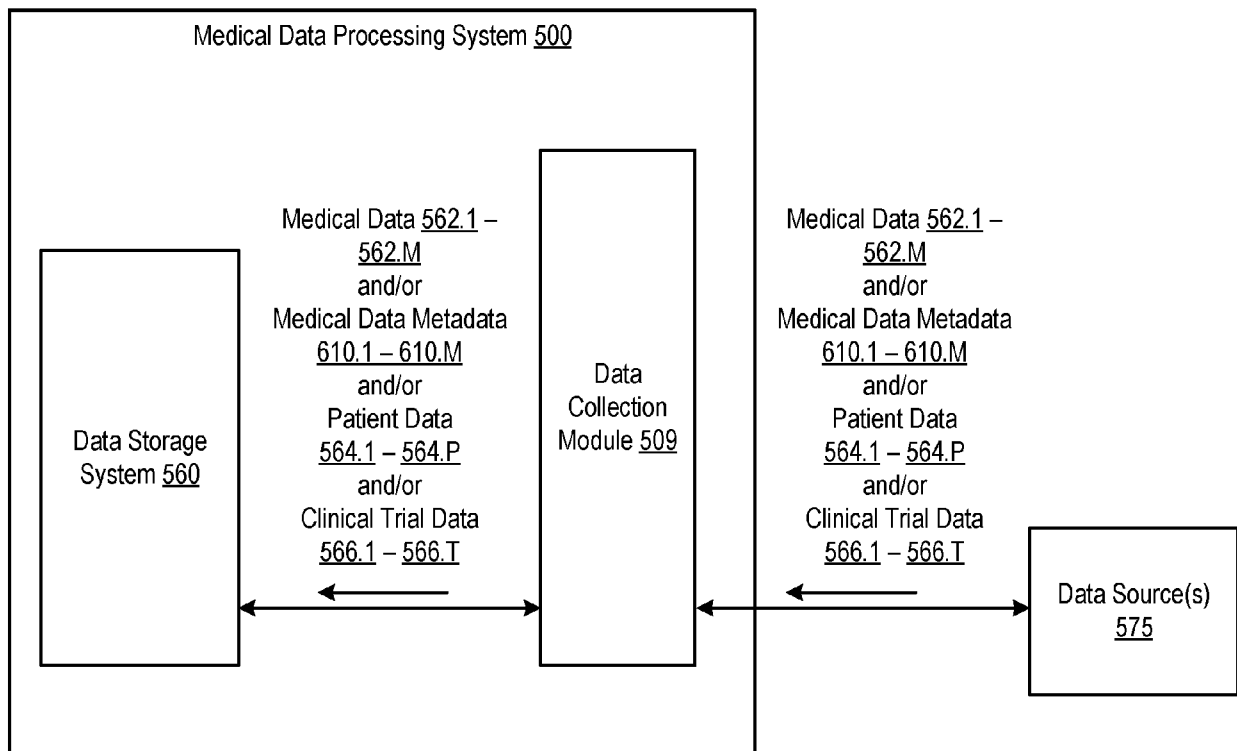 Medical Data Processing System 500
Medical Data 562.1 –
562.M
and/or
Medical Data Metadata
610.1 – 610.M
and/or
Patient Data
564.1 – 564.P
and/or
Clinical Trial Data
566.1 – 566.T
Medical Data 562.1 –
562.M
and/or
Medical Data Metadata
610.1 – 610.M
and/or
Patient Data
564.1 – 564.P
and/or
Clinical Trial Data
566.1 – 566.T
Data Storage
System 560
Data
Collection
Module 509
Data Source(s)
575